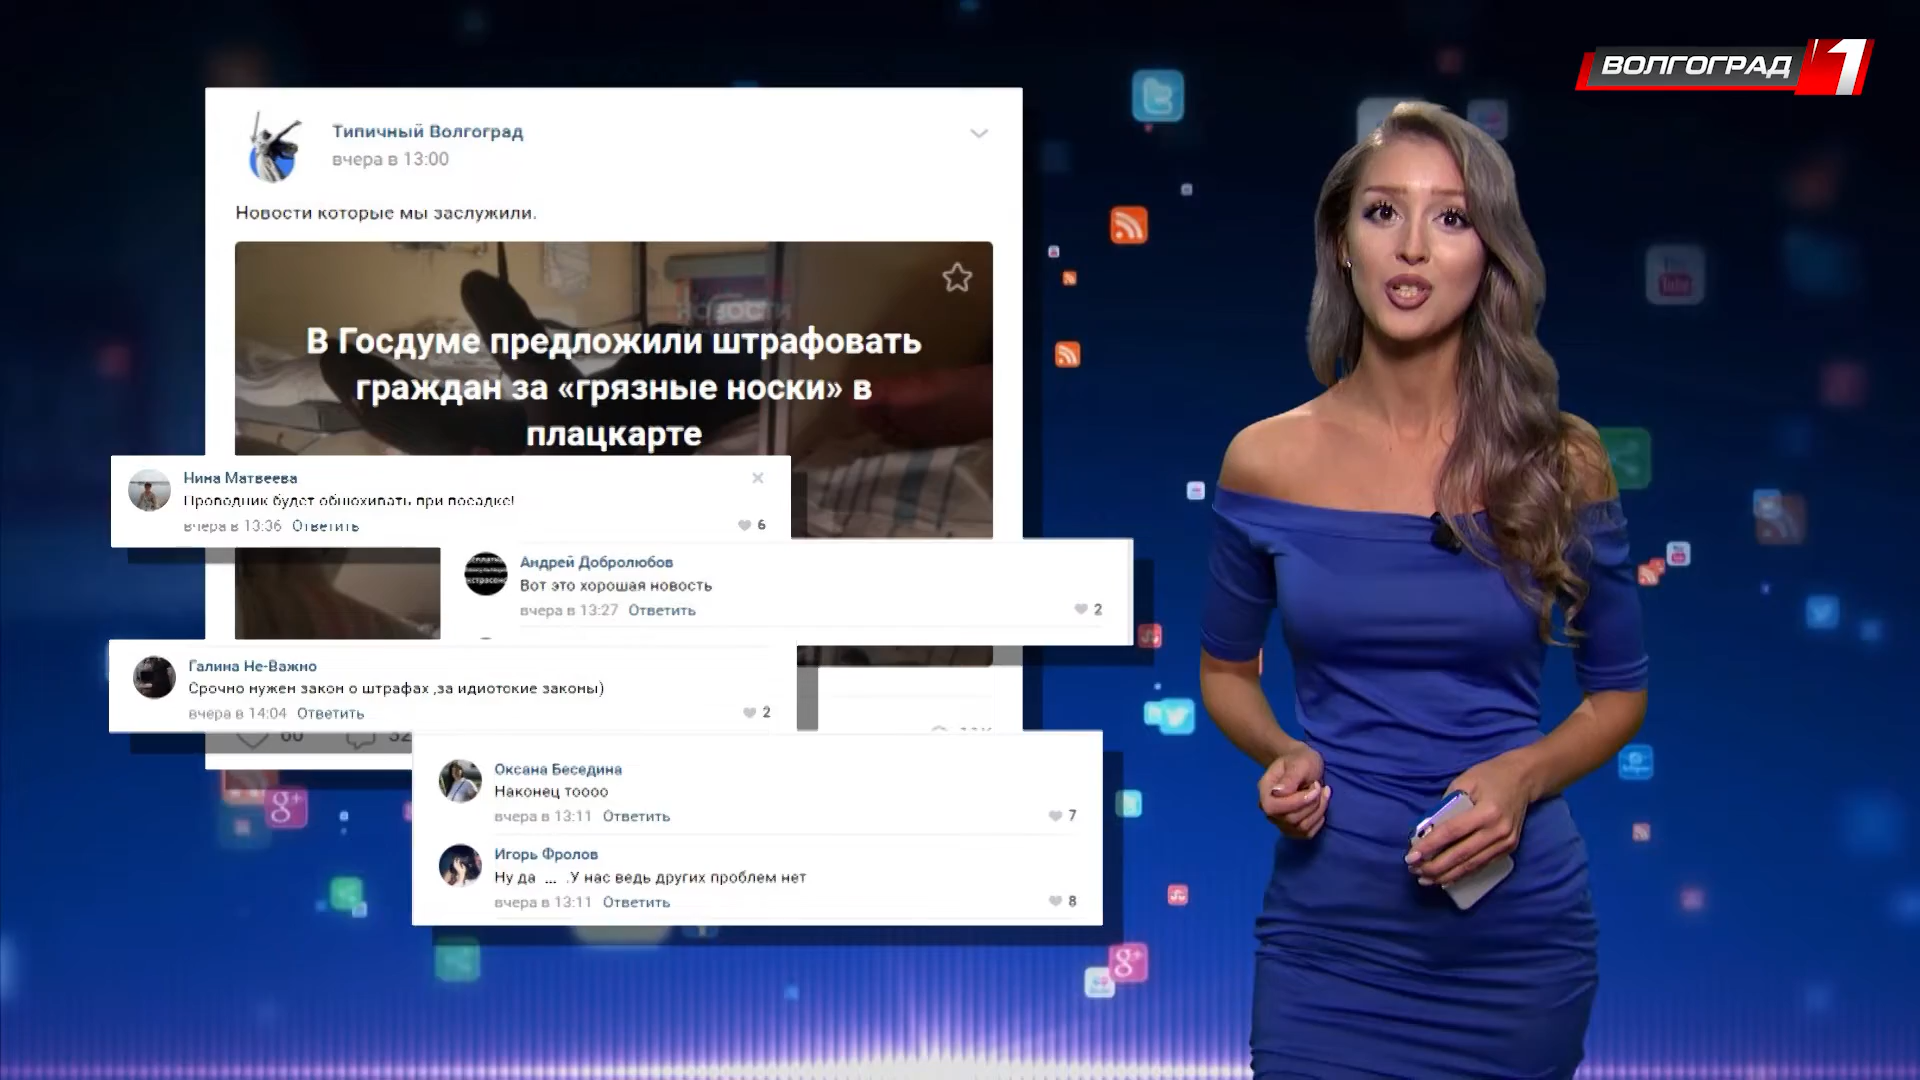 ВОЛГОГРАД 1
Типичный Волгоград
вчера в 13:00
Новости которые мы заслужили.
НОВОСТИ
В Госдуме предложили штрафовать
граждан за «грязные носки» в
плацкарте
Нина Матвеева
Проводник будет обнюхивать при посадке!
вчера в 13:36 Ответить
6
Андрей Добролюбов
Вот это хорошая новость
вчера в 13:27 Ответить
2
Галина Не-Важно
Срочно нужен закон о штрафах ,за идиотские законы)
вчера в 14:04 Ответить
2
60
Оксана Беседина
Наконец тоооо
вчера в 13:11 Ответить
7
Игорь Фролов
Ну да ... .У нас ведь других проблем нет
вчера в 13:11 Ответить
8
g+
g+